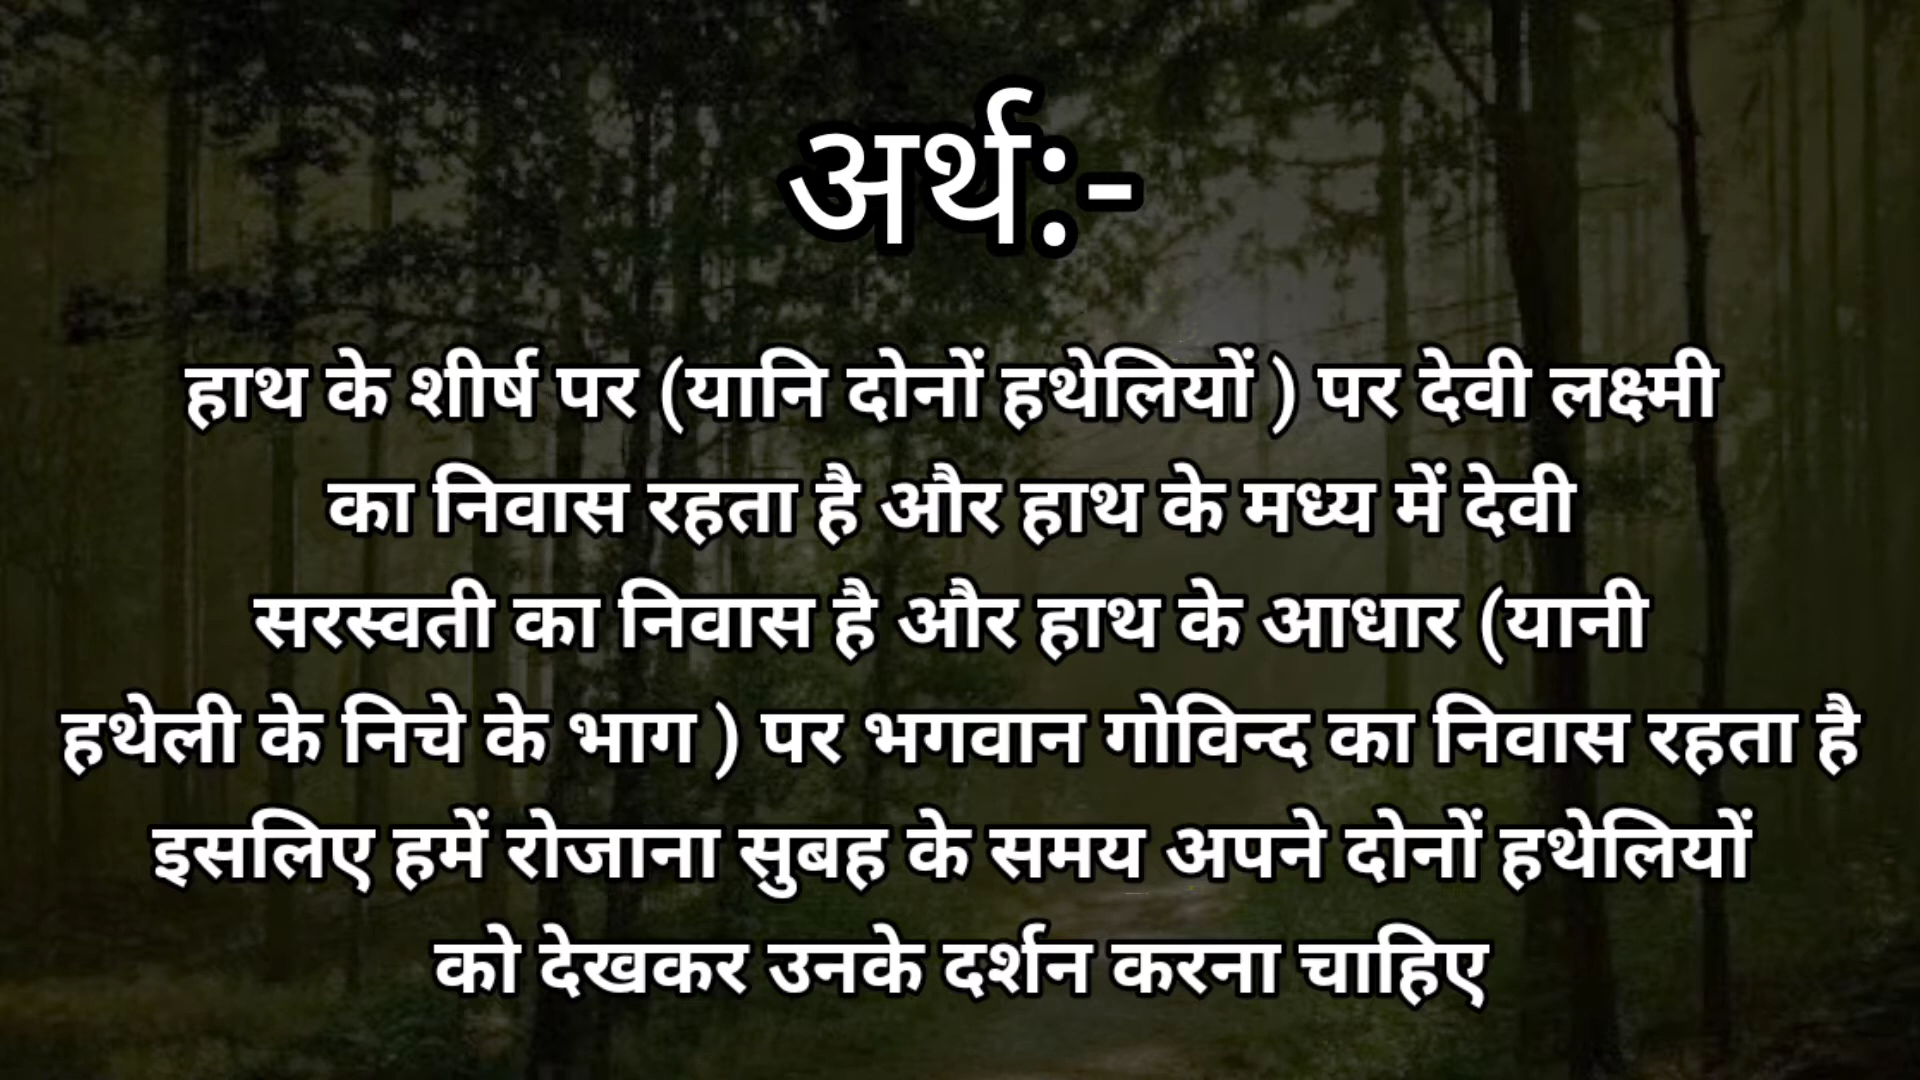 अर्थ:-
हाथ के शीर्ष पर (यानि दोनों हथेलियों ) पर देवी लक्ष्मी
का निवास रहता है और हाथ के मध्य में देवी
सरस्वती का निवास है और हाथ के आधार (यानी
हथेली के निचे के भाग ) पर भगवान गोविन्द का निवास रहता है
इसलिए हमें रोजाना सुबह के समय अपने दोनों हथेलियों
को देखकर उनके दर्शन करना चाहिए